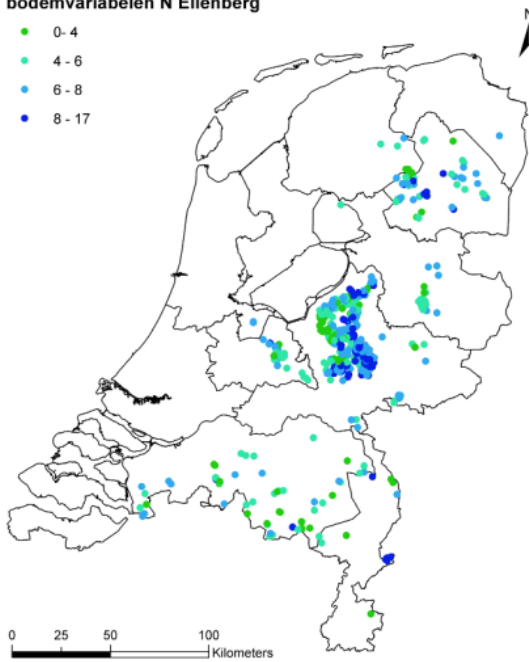 bodemvariabelen N Ellenberg
0- 4
4 - 6
6 - 8
8 - 17
N
0 25 50 100
Kilometers